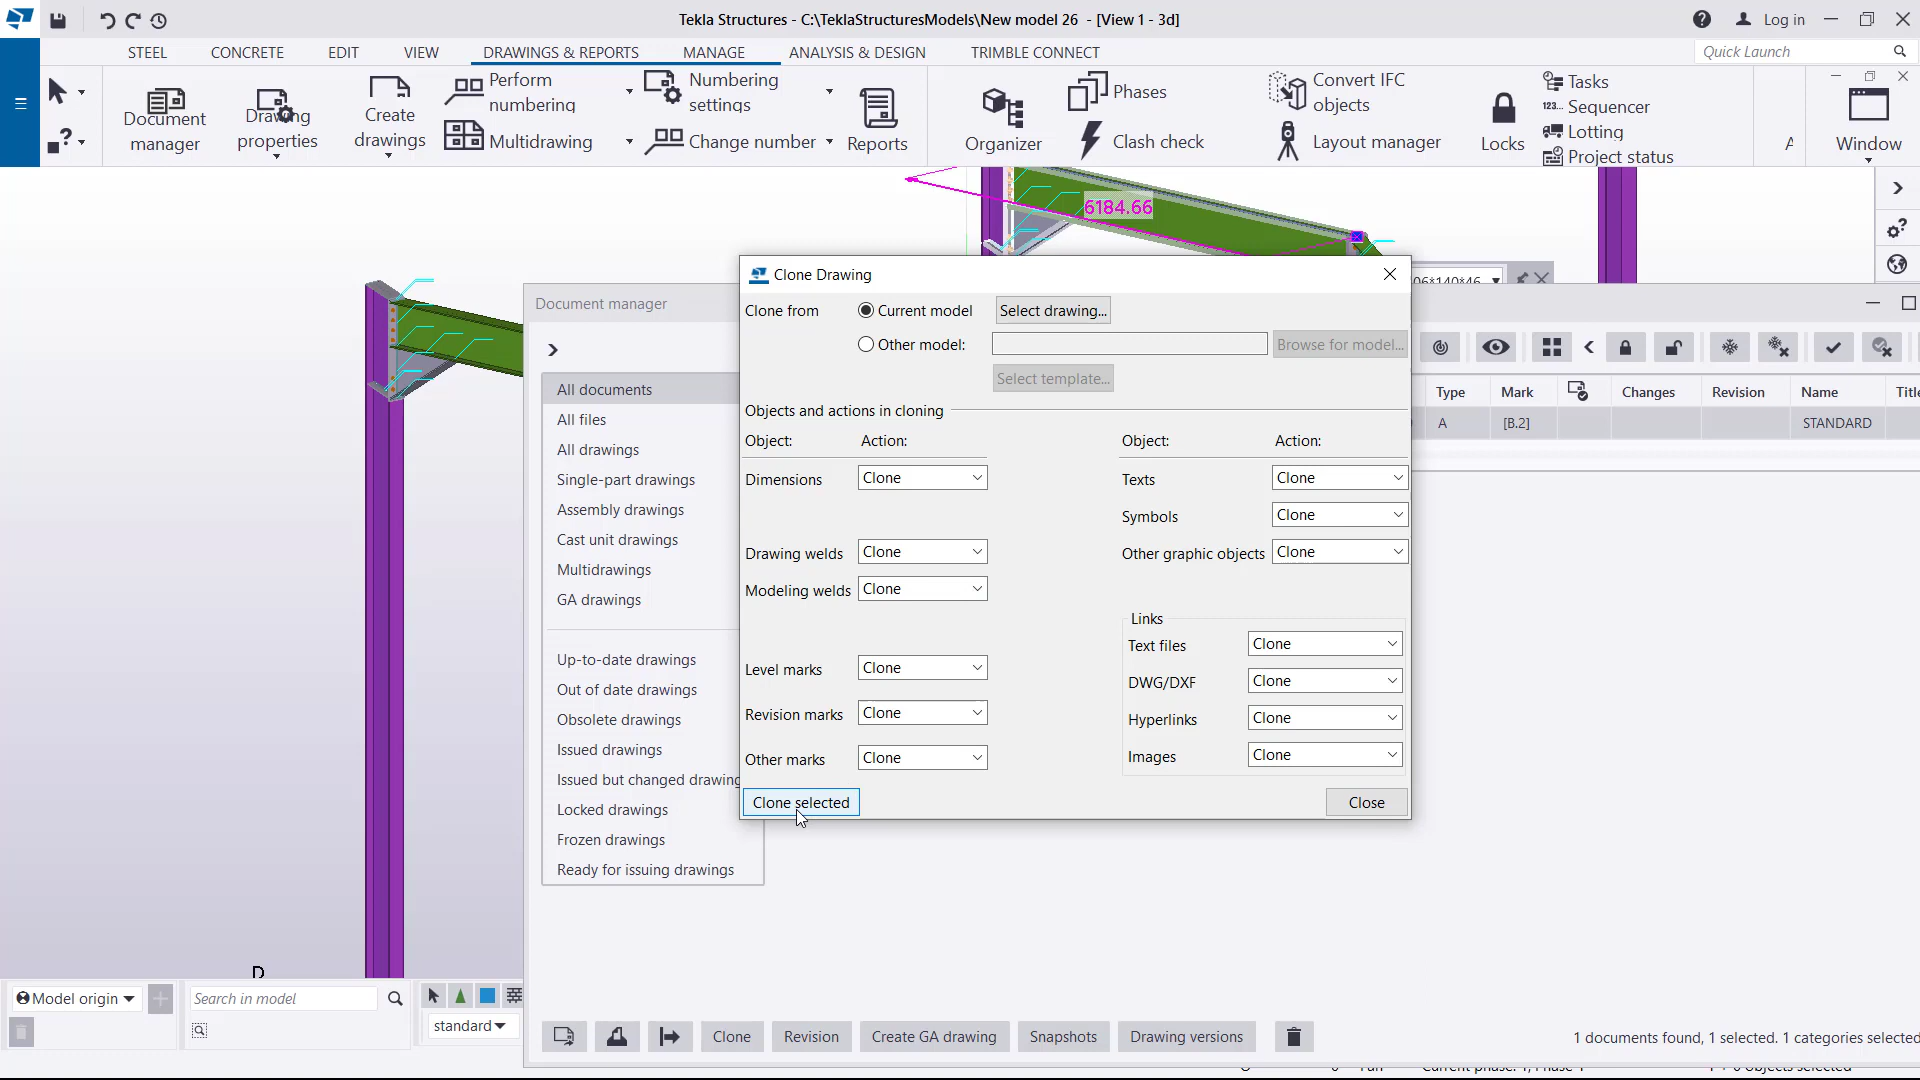 Tekla Structures - C:\TeklaStructuresModels\New model 26 - [View 1 - 3d]
Log in
STEEL CONCRETE EDIT VIEW DRAWINGS & REPORTS MANAGE ANALYSIS & DESIGN TRIMBLE CONNECT
Quick Launch
Document manager
Drawing properties
Create drawings
Perform numbering
Multidrawing
Numbering settings
Change number
Reports
Organizer
Phases
Clash check
Convert IFC objects
Layout manager
Locks
Tasks
123... Sequencer
Lotting
Project status
Window
6184.66
Document manager
All documents
All files
All drawings
Single-part drawings
Assembly drawings
Cast unit drawings
Multidrawings
GA drawings
Up-to-date drawings
Out of date drawings
Obsolete drawings
Issued drawings
Issued but changed drawing
Locked drawings
Frozen drawings
Ready for issuing drawings
Clone Drawing
Clone from Current model Select drawing...
Other model: Browse for model...
Select template...
Objects and actions in cloning
Object: Action: Object: Action:
Dimensions Clone Texts Clone
Symbols Clone
Drawing welds Clone Other graphic objects Clone
Modeling welds Clone
Links
Text files Clone
Level marks Clone DWG/DXF Clone
Revision marks Clone Hyperlinks Clone
Other marks Clone Images Clone
Clone selected Close
Type Mark Changes Revision Name Title
A [B.2] STANDARD
D
Model origin
Search in model
standard
Clone Revision Create GA drawing Snapshots Drawing versions
1 documents found, 1 selected. 1 categories selected